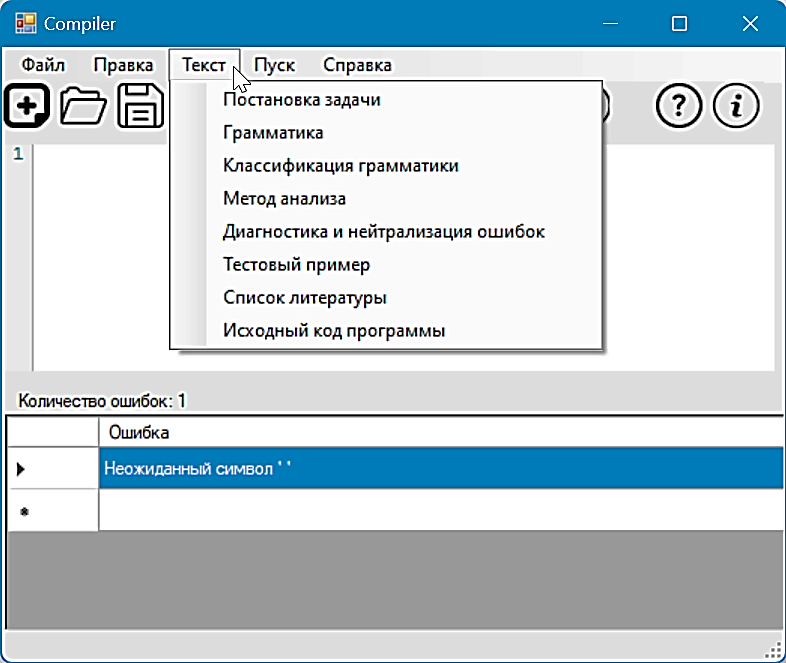 Compiler
Файл Правка Текст Пуск Справка
Постановка задачи
Грамматика
Классификация грамматики
Метод анализа
Диагностика и нейтрализация ошибок
Тестовый пример
Список литературы
Исходный код программы
1
Количество ошибок: 1
Ошибка
Неожиданный символ ' '